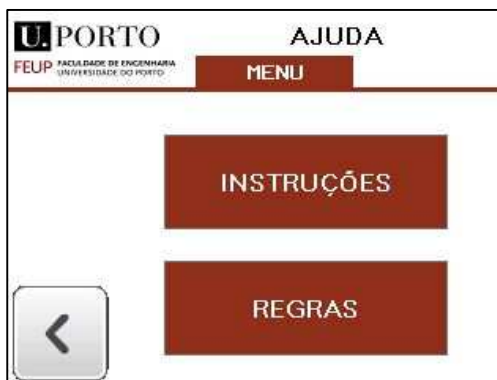 U. PORTO
FEUP FACULDADE DE ENGENHARIA
UNIVERSIDADE DO PORTO
AJUDA
MENU
INSTRUÇÕES
REGRAS